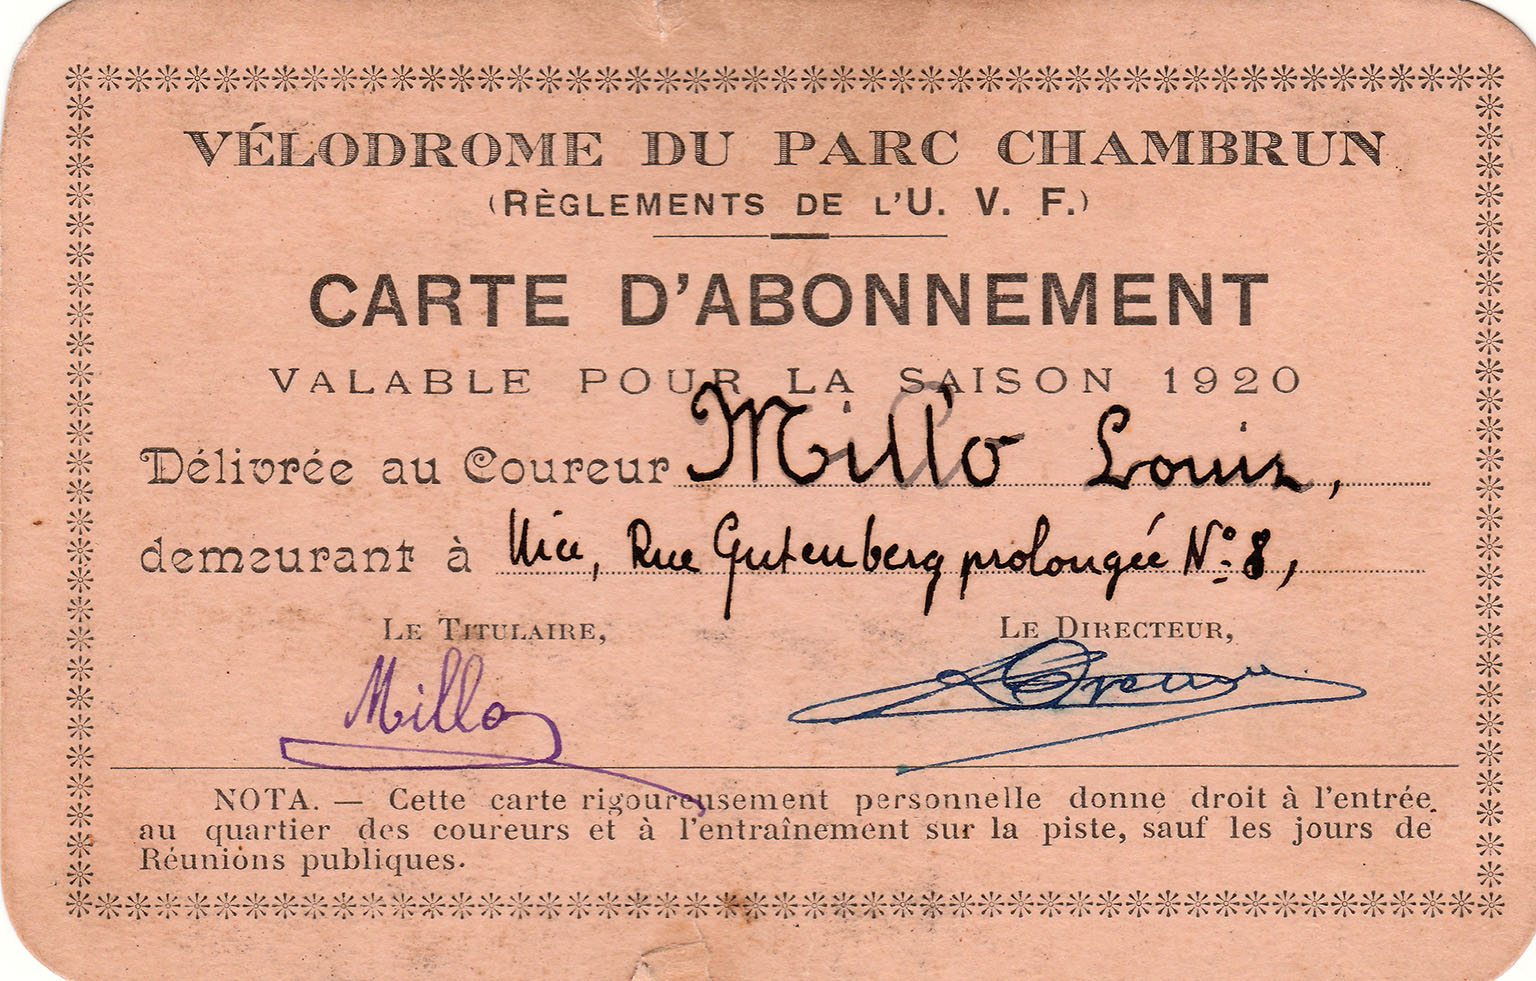 VÉLODROME DU PARC CHAMBRUN
(RÈGLEMENTS DE L'U. V. F.)
CARTE D'ABONNEMENT
VALABLE POUR LA SAISON 1920
Délivrée au Coureur Millo Louis,
demeurant à Nice, Rue Gutenberg prolongée N° 8,
LE TITULAIRE,
LE DIRECTEUR,
Millo
NOTA. — Cette carte rigoureusement personnelle donne droit à l'entrée
au quartier des coureurs et à l'entraînement sur la piste, sauf les jours de
Réunions publiques.